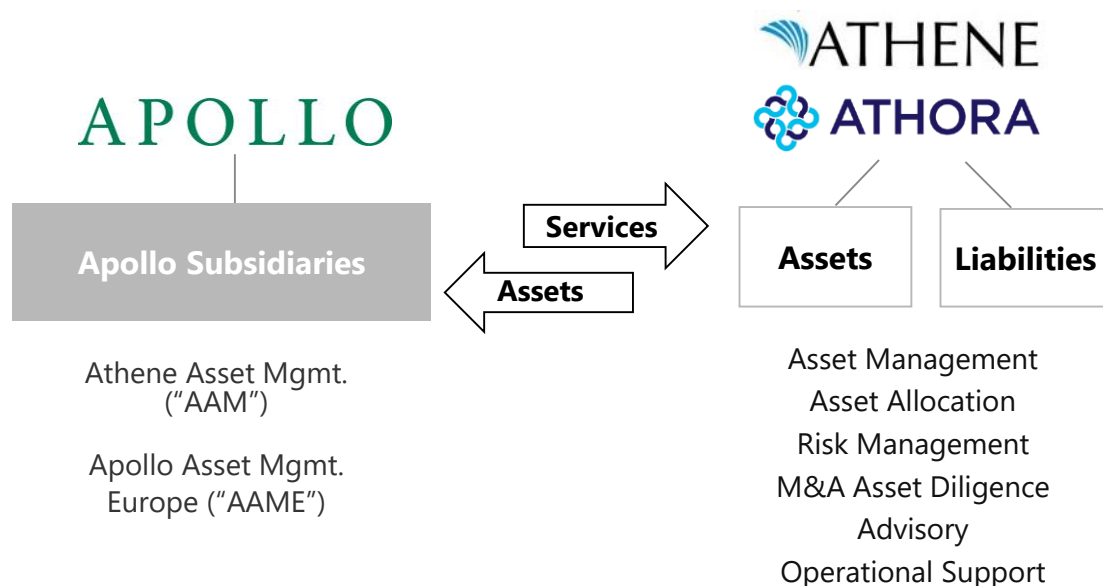 APOLLO
Apollo Subsidiaries
Athene Asset Mgmt.
(“AAM”)
Apollo Asset Mgmt.
Europe (“AAME”)
Services
Assets
ATHENE
ATHORA
Assets
Liabilities
Asset Management
Asset Allocation
Risk Management
M&A Asset Diligence
Advisory
Operational Support